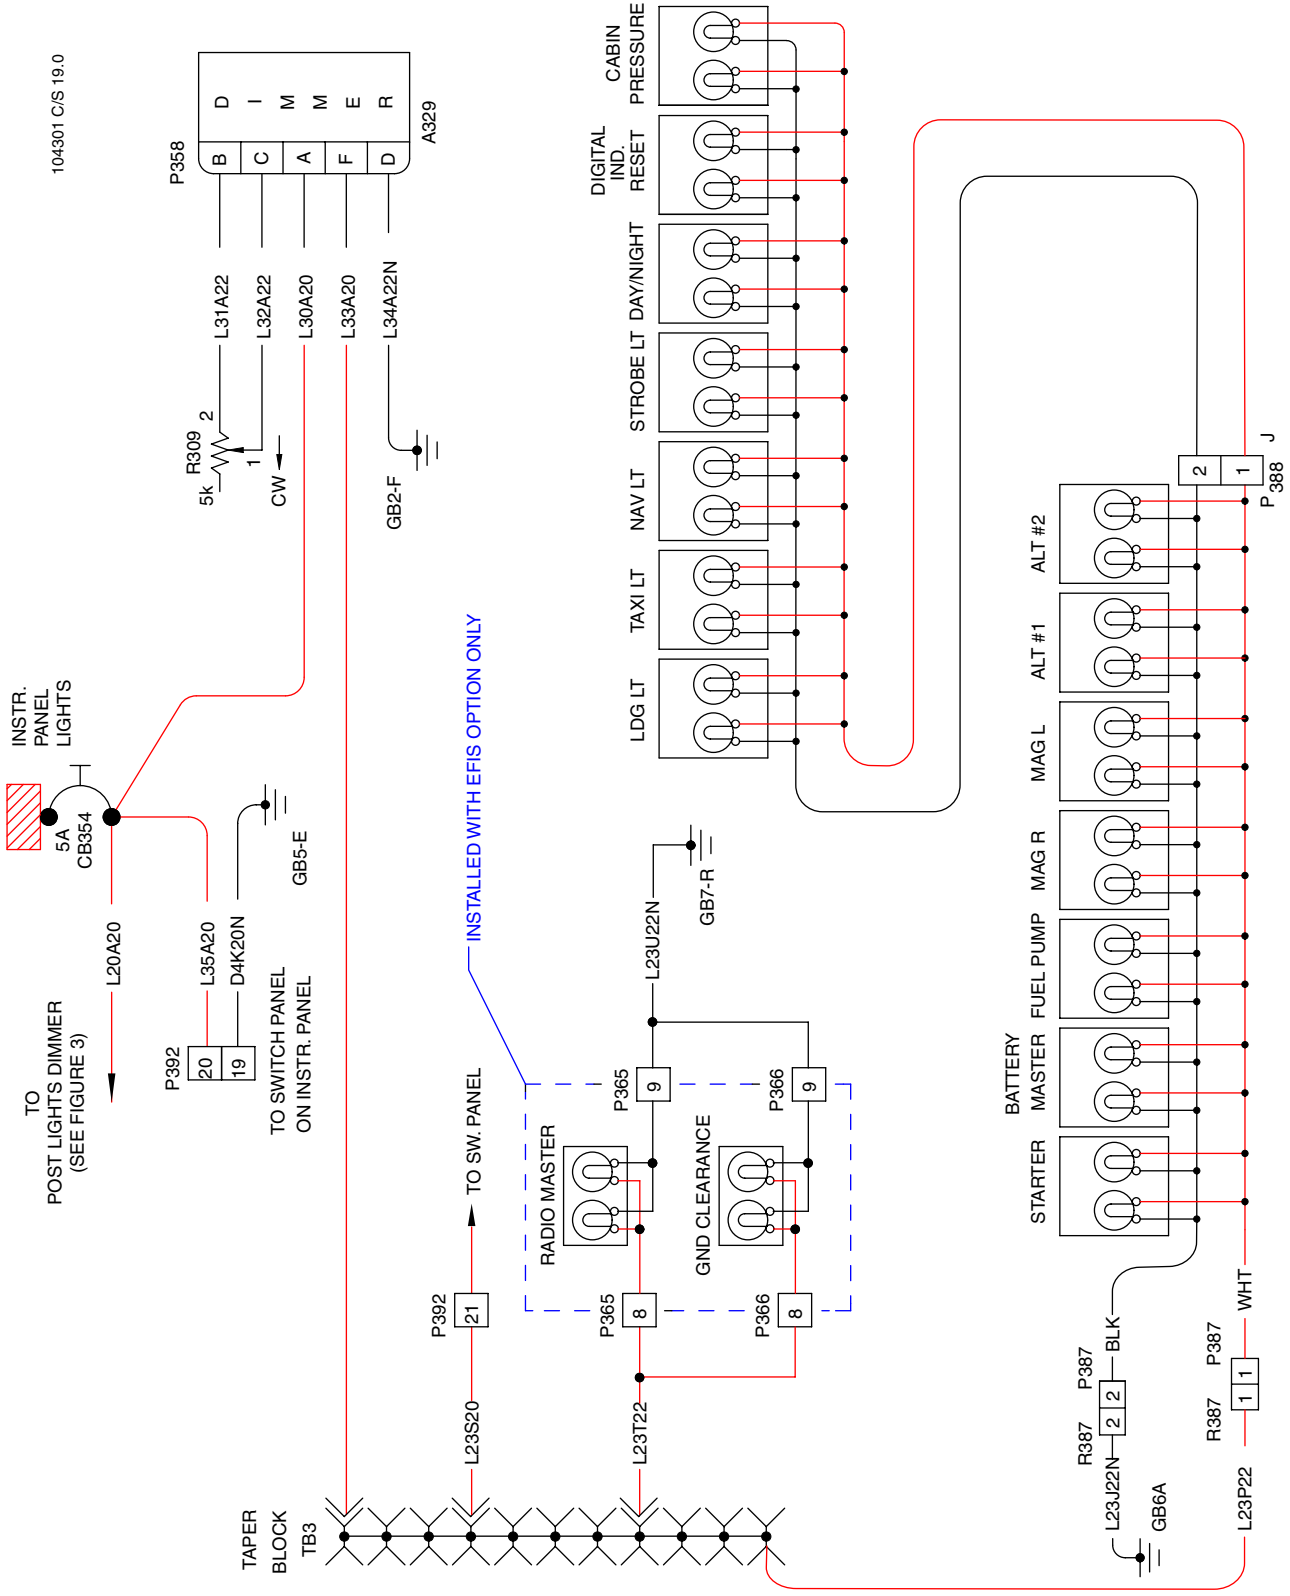 104301 C/S 19.0
INSTR.
PANEL
LIGHTS
5A
CB354
TO
POST LIGHTS DIMMER
(SEE FIGURE 3)
L20A20
P392
20
19
L35A20
D4K20N
GB5-E
TO SWITCH PANEL
ON INSTR. PANEL
P358
B
C
A
F
D
D
I
M
M
E
R
A329
L31A22
L32A22
L30A20
L33A20
L34A22N
R309
2
5k
1
CW
GB2-F
TAPER
BLOCK
TB3
L23S20
P392
21
TO SW. PANEL
INSTALLED WITH EFIS OPTION ONLY
L23T22
P365
8
RADIO MASTER
P365
9
L23U22N
GB7-R
P366
8
GND CLEARANCE
P366
9
LDG LT
TAXI LT
NAV LT
STROBE LT
DAY/NIGHT
DIGITAL
IND.
RESET
CABIN
PRESSURE
STARTER
BATTERY
MASTER
FUEL PUMP
MAG R
MAG L
ALT #1
ALT #2
2
1
P
J
388
L23J22N
GB6A
R387
P387
2
2
BLK
L23P22
R387
P387
1
1
WHT